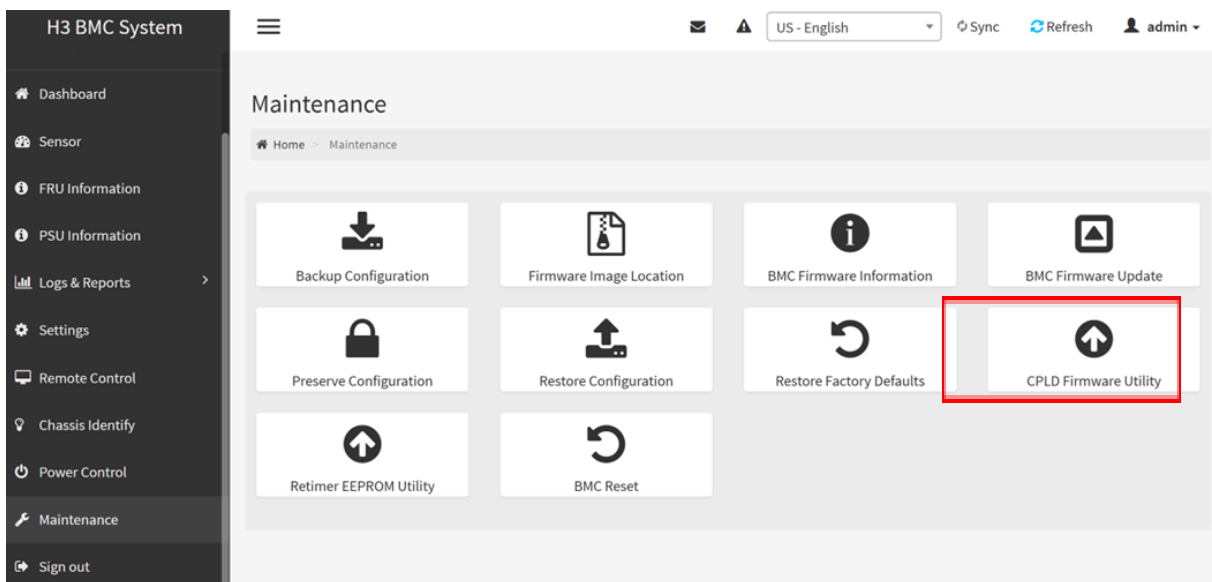 H3 BMC System
US - English
Sync
Refresh
admin
Dashboard
Sensor
FRU Information
PSU Information
Logs & Reports
Settings
Remote Control
Chassis Identify
Power Control
Maintenance
Sign out
Maintenance
Home > Maintenance
Backup Configuration
Firmware Image Location
BMC Firmware Information
BMC Firmware Update
Preserve Configuration
Restore Configuration
Restore Factory Defaults
CPLD Firmware Utility
Retimer EEPROM Utility
BMC Reset